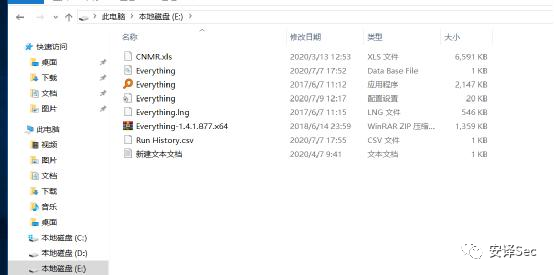 此电脑 > 本地磁盘 (E:) >
名称 修改日期 类型 大小
快速访问
桌面
下载
文档
图片
此电脑
视频
图片
文档
下载
音乐
桌面
本地磁盘 (C:)
本地磁盘 (D:)
本地磁盘 (E:)
CNMR.xls 2020/3/13 12:53 XLS 文件 6,591 KB
Everything 2020/7/7 17:52 Data Base File 1 KB
Everything 2017/6/7 11:12 应用程序 2,147 KB
Everything 2020/7/9 12:17 配置设置 20 KB
Everything.lng 2017/6/7 11:15 LNG 文件 546 KB
Everything-1.4.1.877.x64 2018/6/14 23:59 WinRAR ZIP 压缩... 1,359 KB
Run History.csv 2020/7/7 17:55 CSV 文件 1 KB
新建文本文档 2020/4/7 9:41 文本文档 1 KB
安译Sec